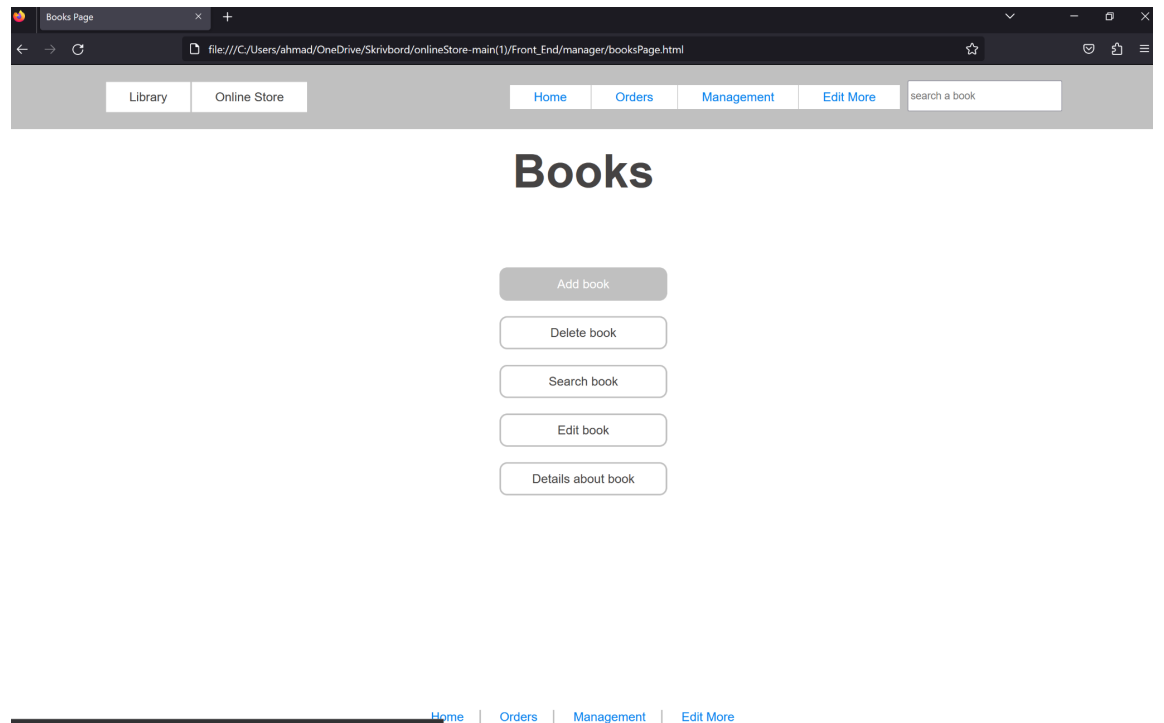 Books Page
file:///C:/Users/ahmad/OneDrive/Skrivbord/onlineStore-main(1)/Front_End/manager/booksPage.html
Library Online Store Home Orders Management Edit More search a book
Books
Add book
Delete book
Search book
Edit book
Details about book
Home | Orders | Management | Edit More